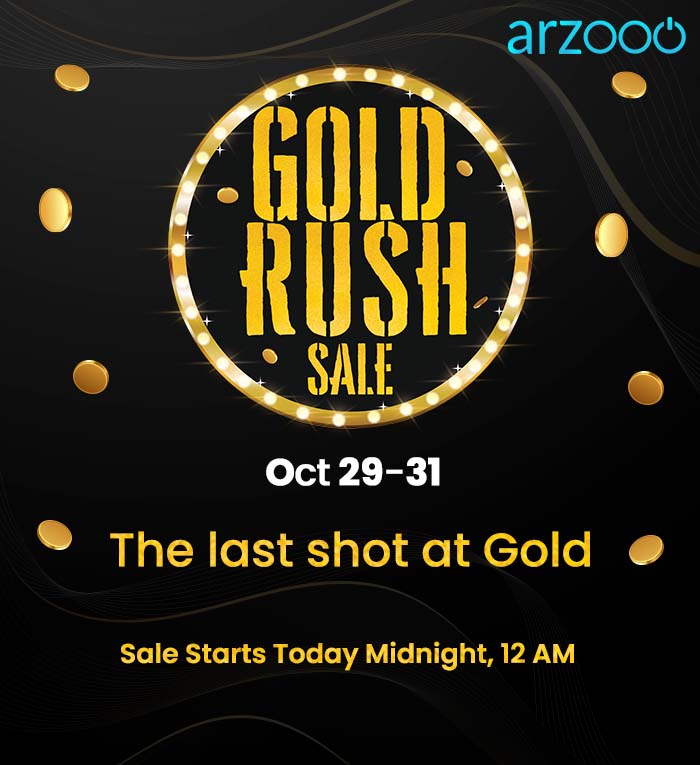 arzooo
GOLD
RUSH
SALE
Oct 29-31
The last shot at Gold
Sale Starts Today Midnight, 12 AM